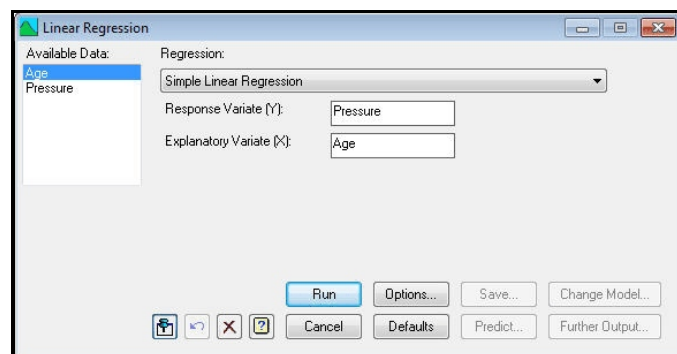 Linear Regression
Available Data:
Age
Pressure
Regression:
Simple Linear Regression
Response Variate (Y):
Pressure
Explanatory Variate (X):
Age
Run
Options...
Save...
Change Model...
Cancel
Defaults
Predict...
Further Output...